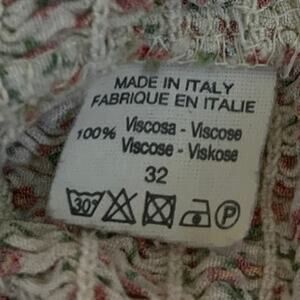 MADE IN ITALY
FABRIQUE EN ITALIE
100% Viscosa - Viscose
Viscose - Viskose
32
30° P